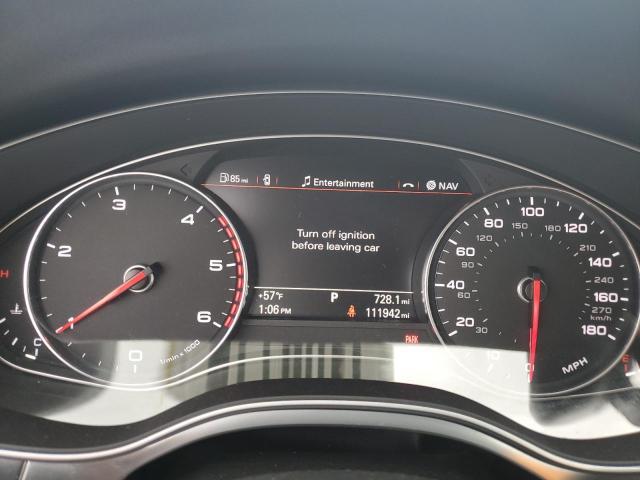 85 mi
Entertainment
NAV
Turn off ignition
before leaving car
+57°F
P
728.1 mi
1:06 PM
111942 mi
PARK
0
1
2
3
4
5
6
1/min x 1000
H
C
0
10
20
40
60
80
100
120
140
160
180
30
60
90
120
150
180
210
240
270
km/h
MPH
E